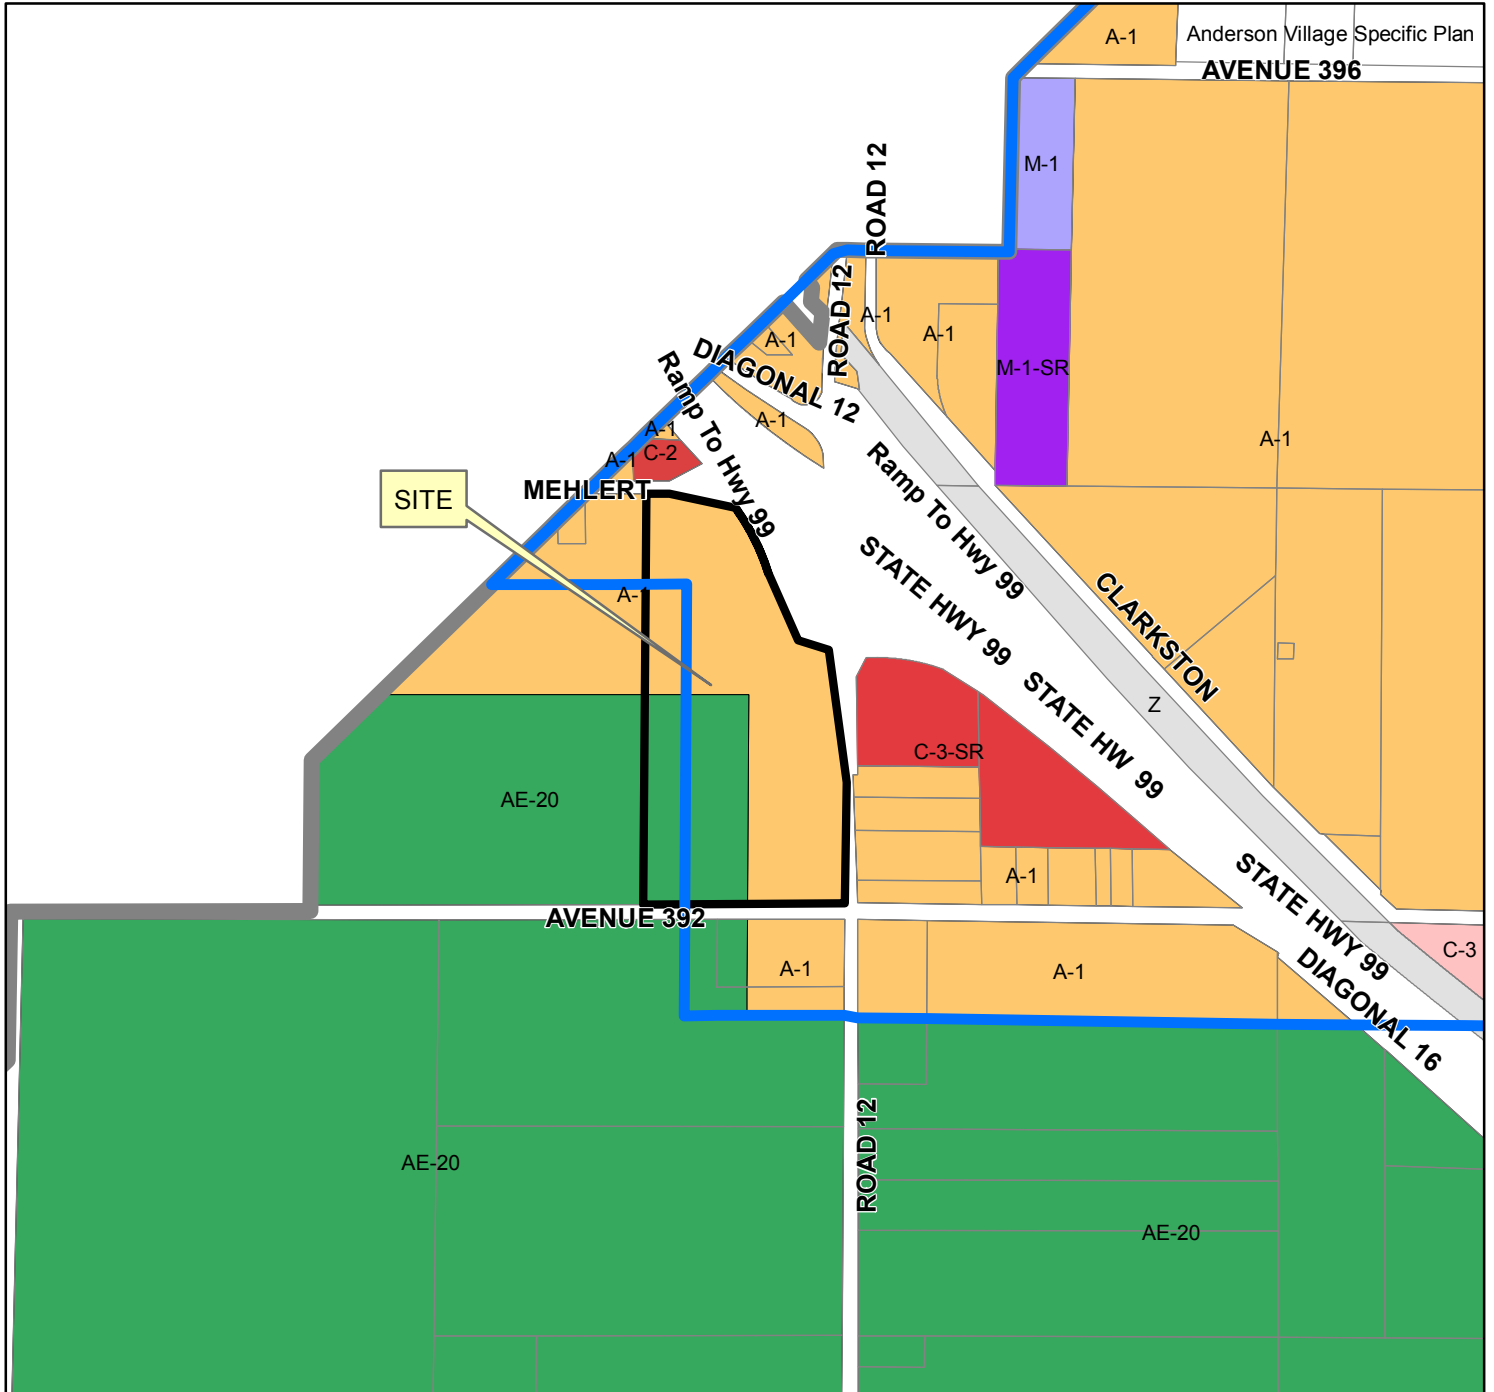 A-1
Anderson Village Specific Plan
AVENUE 396
M-1
ROAD 12
ROAD 12
A-1
A-1
A-1
DIAGONAL 12
Ramp To Hwy 99
M-1-SR
A-1
A-1
A-1
C-2
A-1
MEHLERT
SITE
Ramp To Hwy 99
STATE HWY 99
CLARKSTON
A-1
STATE HW 99
Z
C-3-SR
AE-20
A-1
STATE HWY 99
AVENUE 392
C-3
A-1
A-1
DIAGONAL 16
ROAD 12
AE-20
AE-20